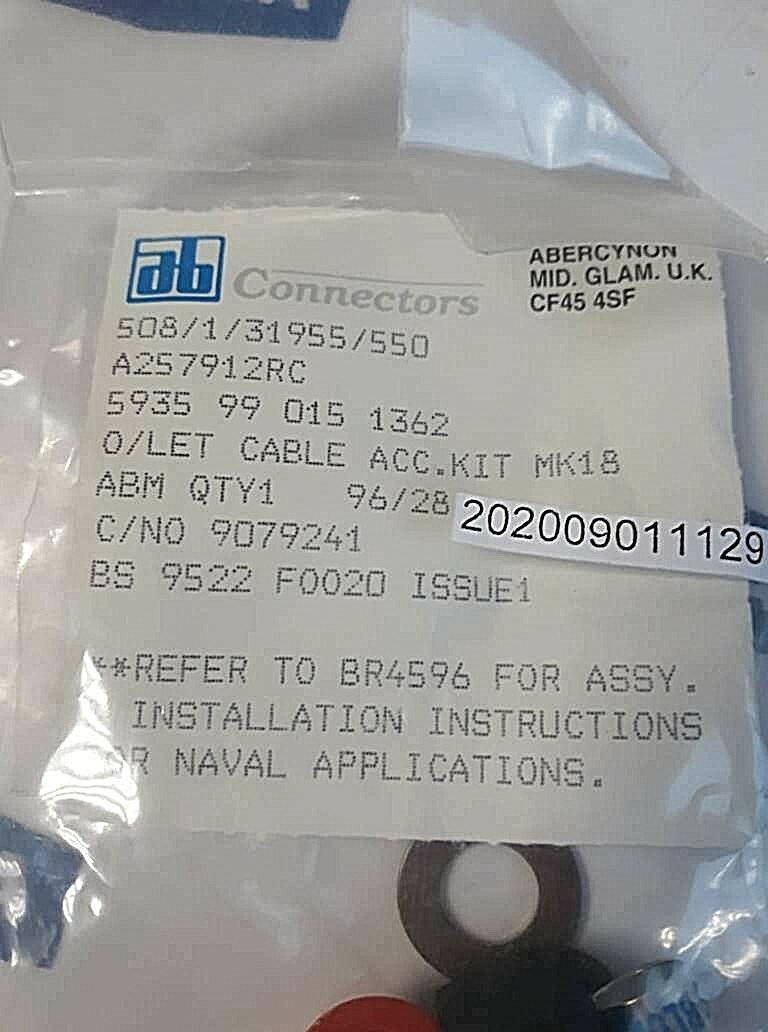 ab Connectors
ABERCYNON
MID. GLAM. U.K.
CF45 4SF
508/1/31955/550
A257912RC
5935 99 015 1362
O/LET CABLE ACC.KIT MK18
ABM QTY1 96/28
202009011129
C/NO 9079241
BS 9522 F0020 ISSUE1
**REFER TO BR4596 FOR ASSY.
INSTALLATION INSTRUCTIONS
OR NAVAL APPLICATIONS.